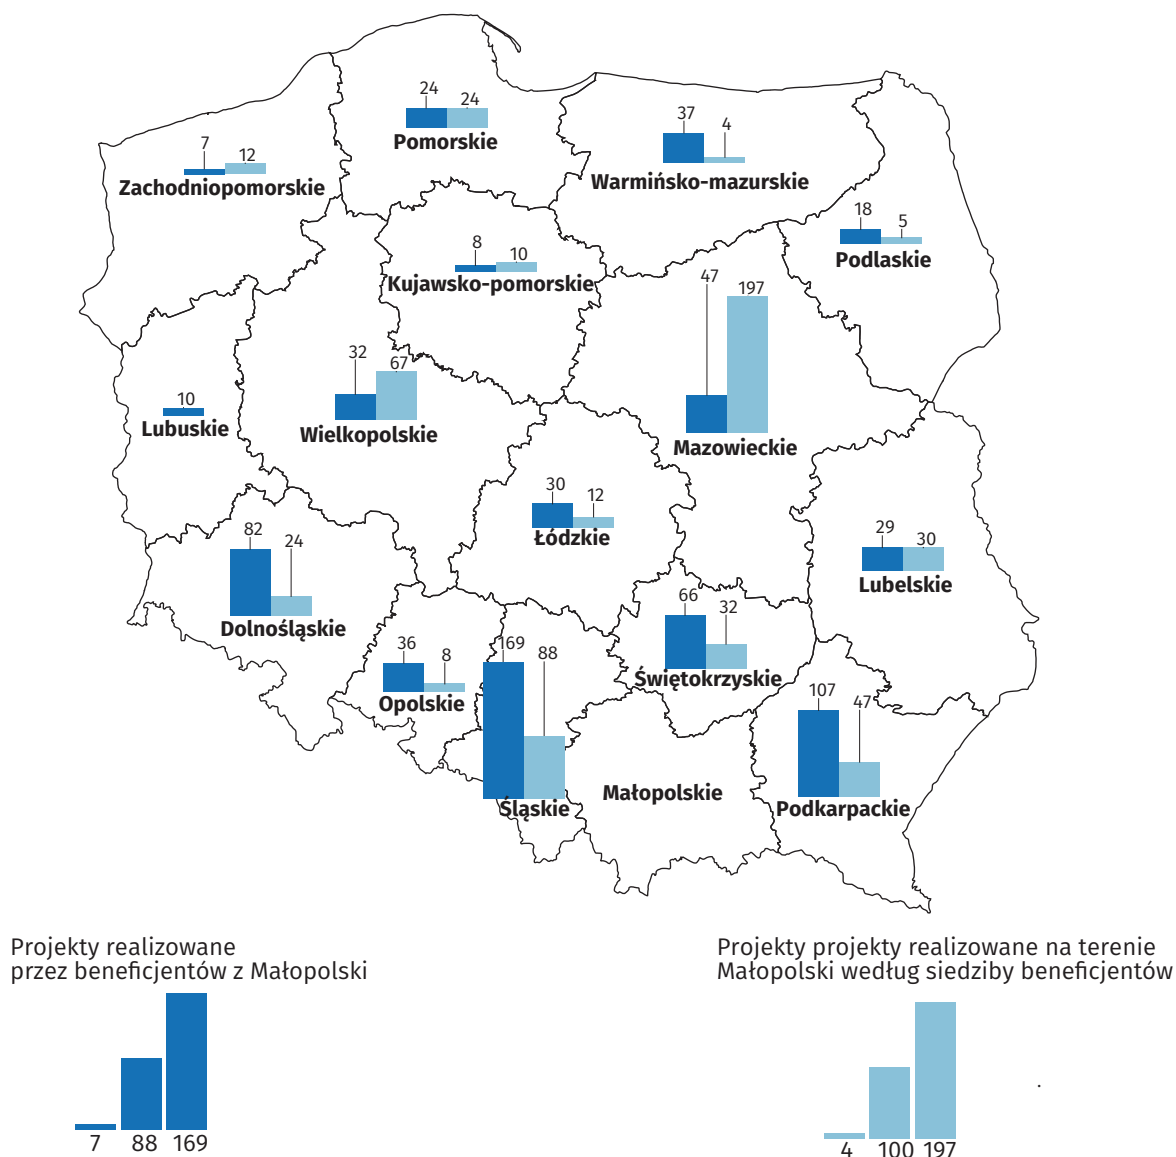 24 24
Pomorskie
37 4
Warmińsko-mazurskie
7 12
Zachodniopomorskie
18 5
Podlaskie
8 10
Kujawsko-pomorskie
47 197
Mazowieckie
32 67
Wielkopolskie
10
Lubuskie
30 12
Łódzkie
29 30
Lubelskie
82 24
Dolnośląskie
66 32
Świętokrzyskie
36 8
Opolskie
169 88
Śląskie
107 47
Podkarpackie
Małopolskie
Projekty realizowane
przez beneficjentów z Małopolski
7 88 169
Projekty projekty realizowane na terenie
Małopolski według siedziby beneficjentów
4 100 197